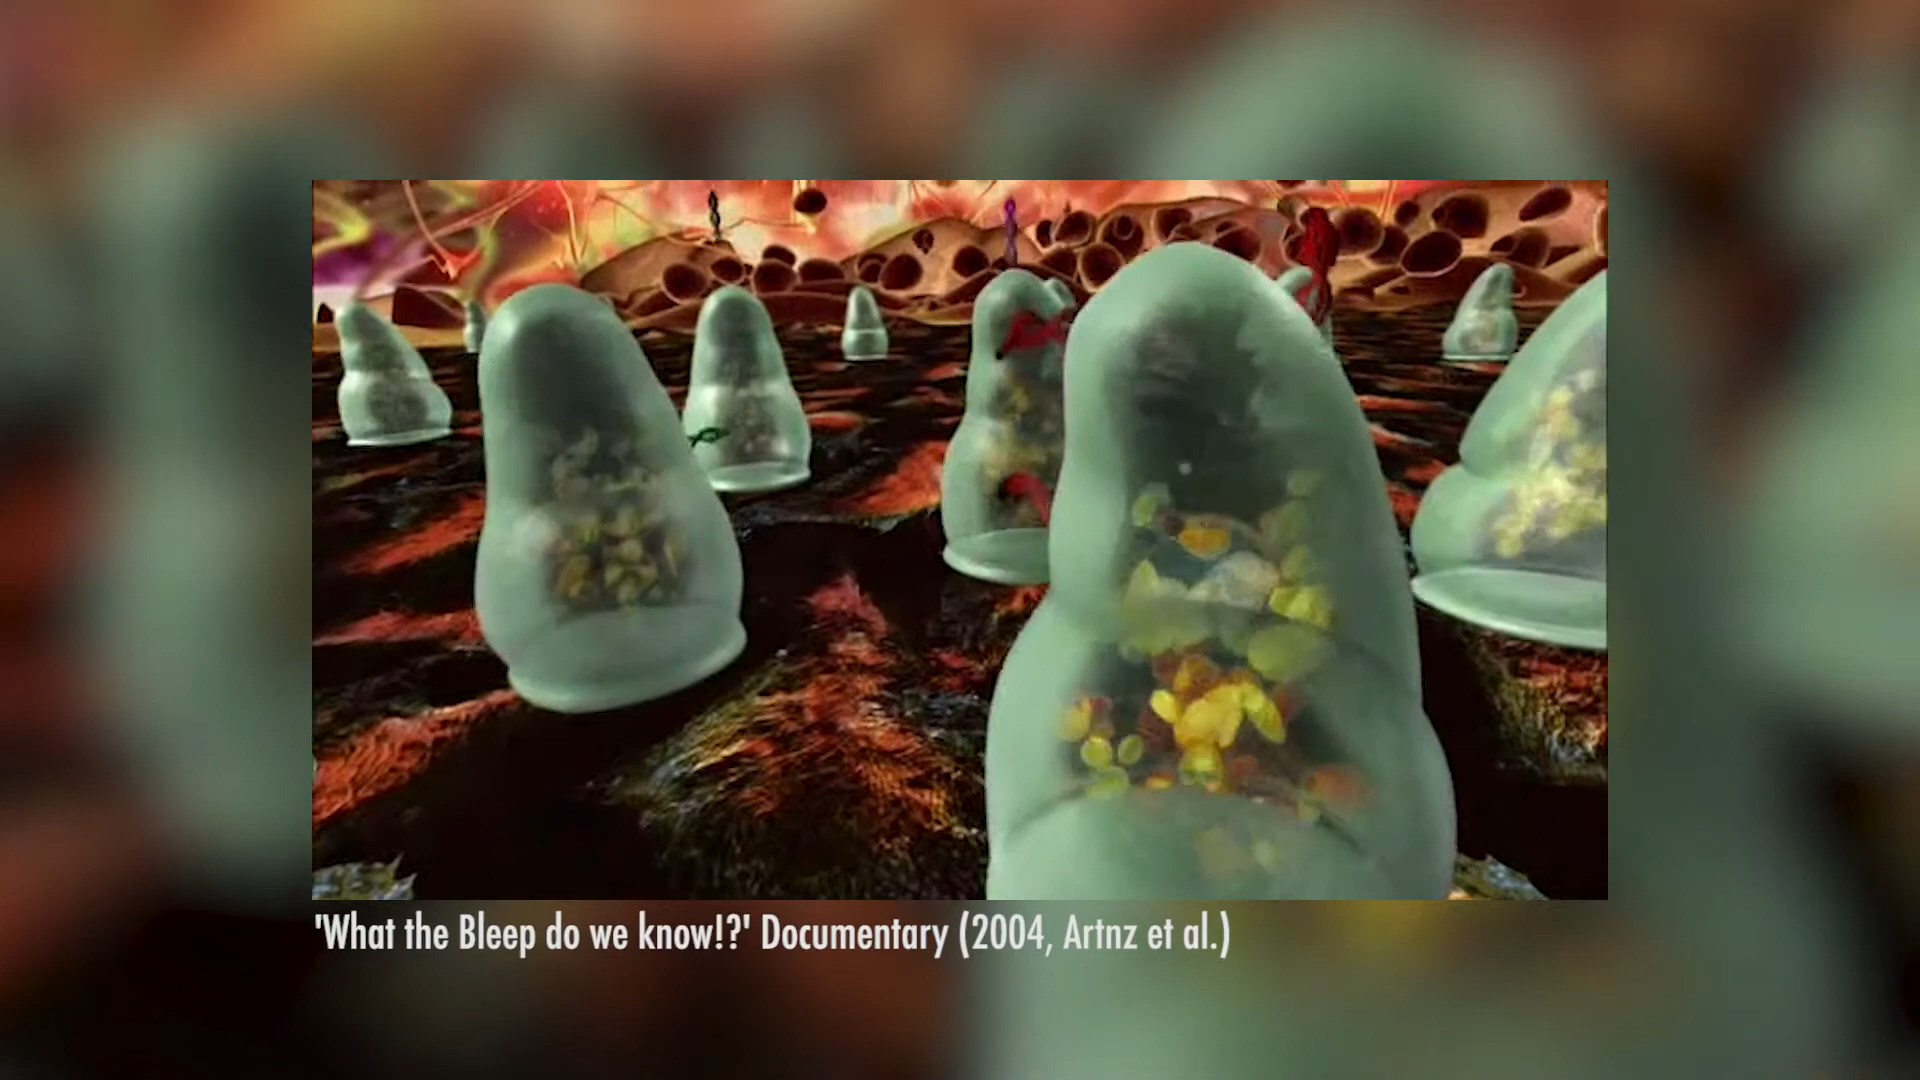 'What the Bleep do we know!?' Documentary (2004, Artnz et al.)